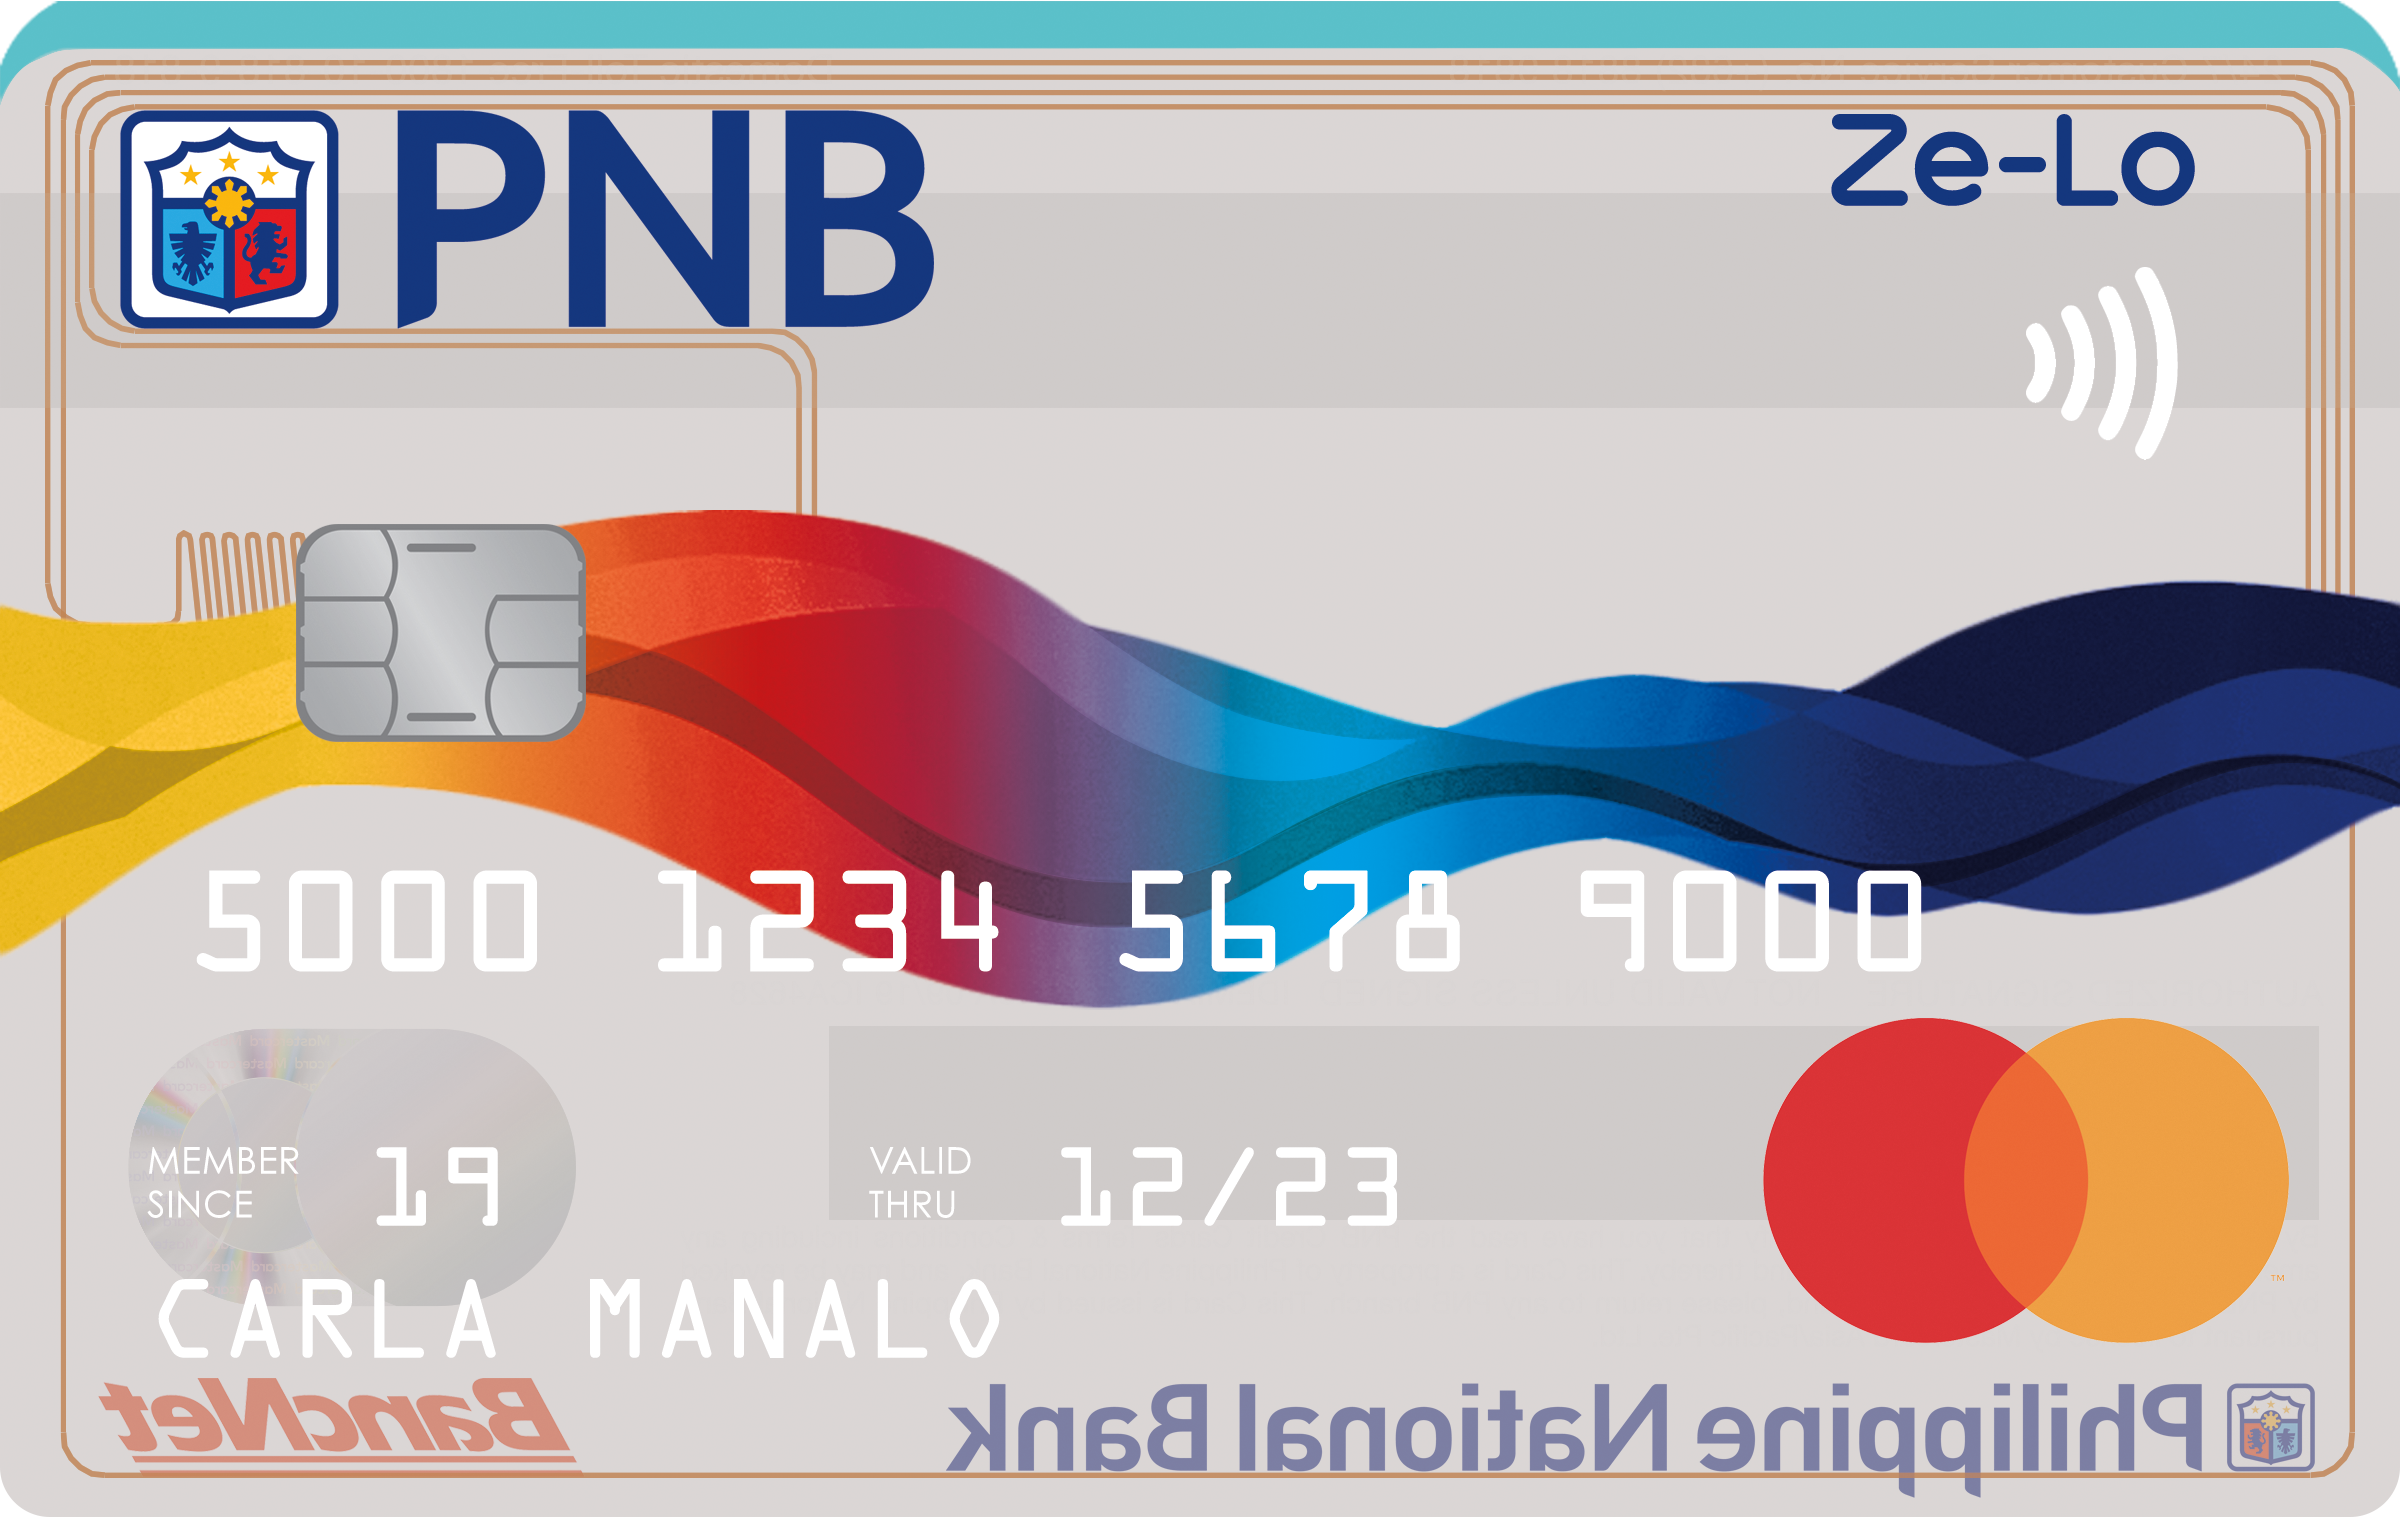 PNB
Ze-Lo
5000 1234 5678 9000
MEMBER SINCE 19
VALID THRU 12/23
CARLA MANALO
BancNet
Philippine National Bank
™